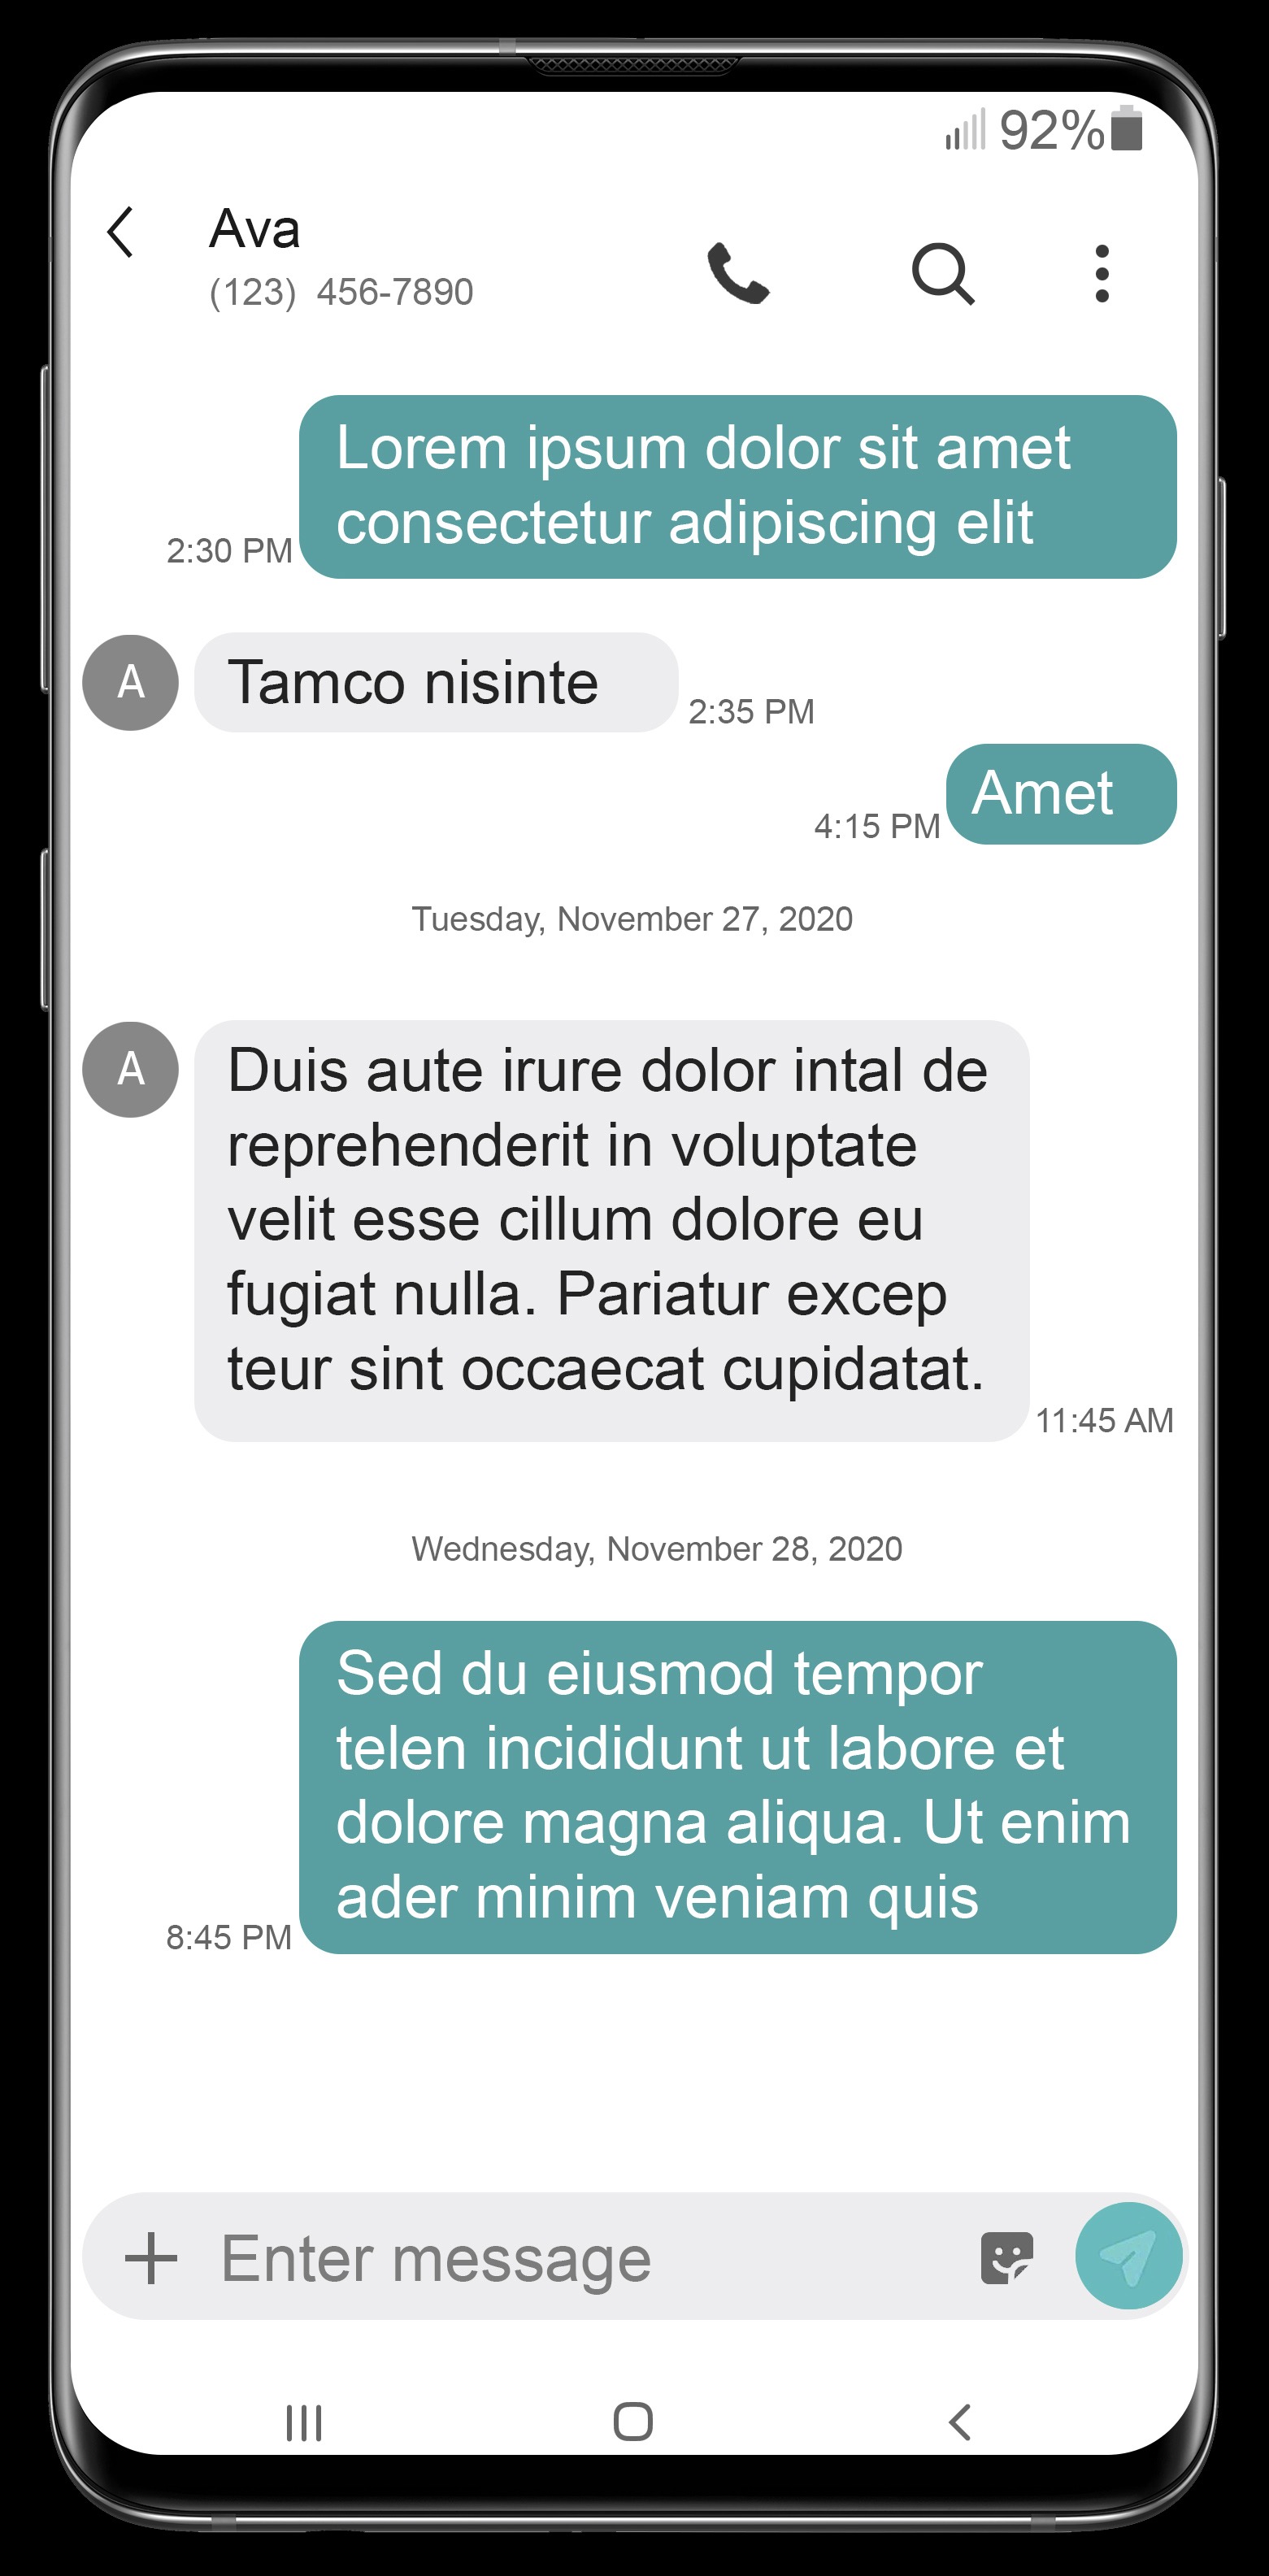 92%
Ava
(123) 456-7890
Lorem ipsum dolor sit amet
consectetur adipiscing elit
2:30 PM
A
Tamco nisinte
2:35 PM
Amet
4:15 PM
Tuesday, November 27, 2020
A
Duis aute irure dolor intal de
reprehenderit in voluptate
velit esse cillum dolore eu
fugiat nulla. Pariatur excep
teur sint occaecat cupidatat.
11:45 AM
Wednesday, November 28, 2020
Sed du eiusmod tempor
telen incididunt ut labore et
dolore magna aliqua. Ut enim
ader minim veniam quis
8:45 PM
Enter message